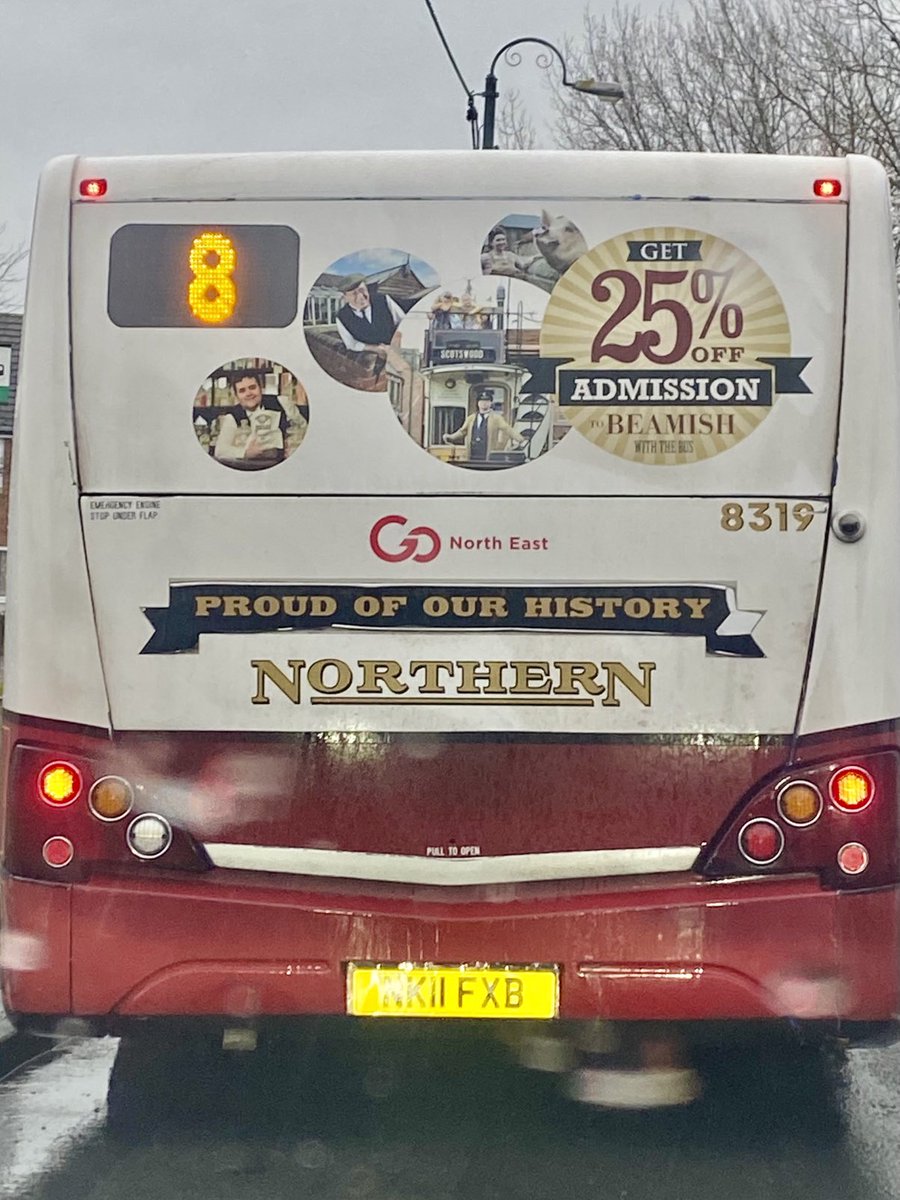 8
SCOTSWOOD
GET
25%
OFF
ADMISSION
TO BEAMISH
WITH THE BUS
EMERGENCY ENGINE
STOP UNDER FLAP
8319
GO North East
PROUD OF OUR HISTORY
NORTHERN
PULL TO OPEN
NK11 FXB